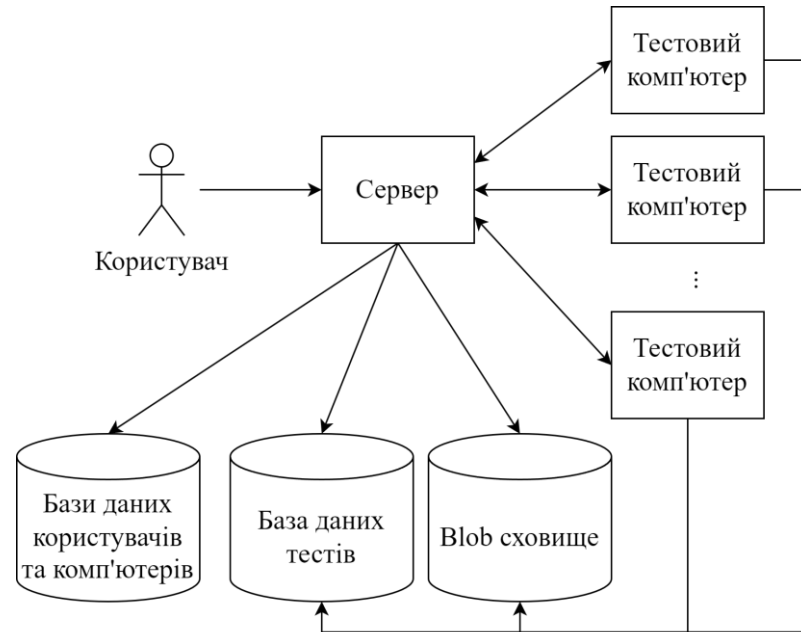 Тестовий
комп'ютер
Тестовий
комп'ютер
Сервер
Користувач
...
Тестовий
комп'ютер
Бази даних
користувачів
та комп'ютерів
База даних
тестів
Blob сховище